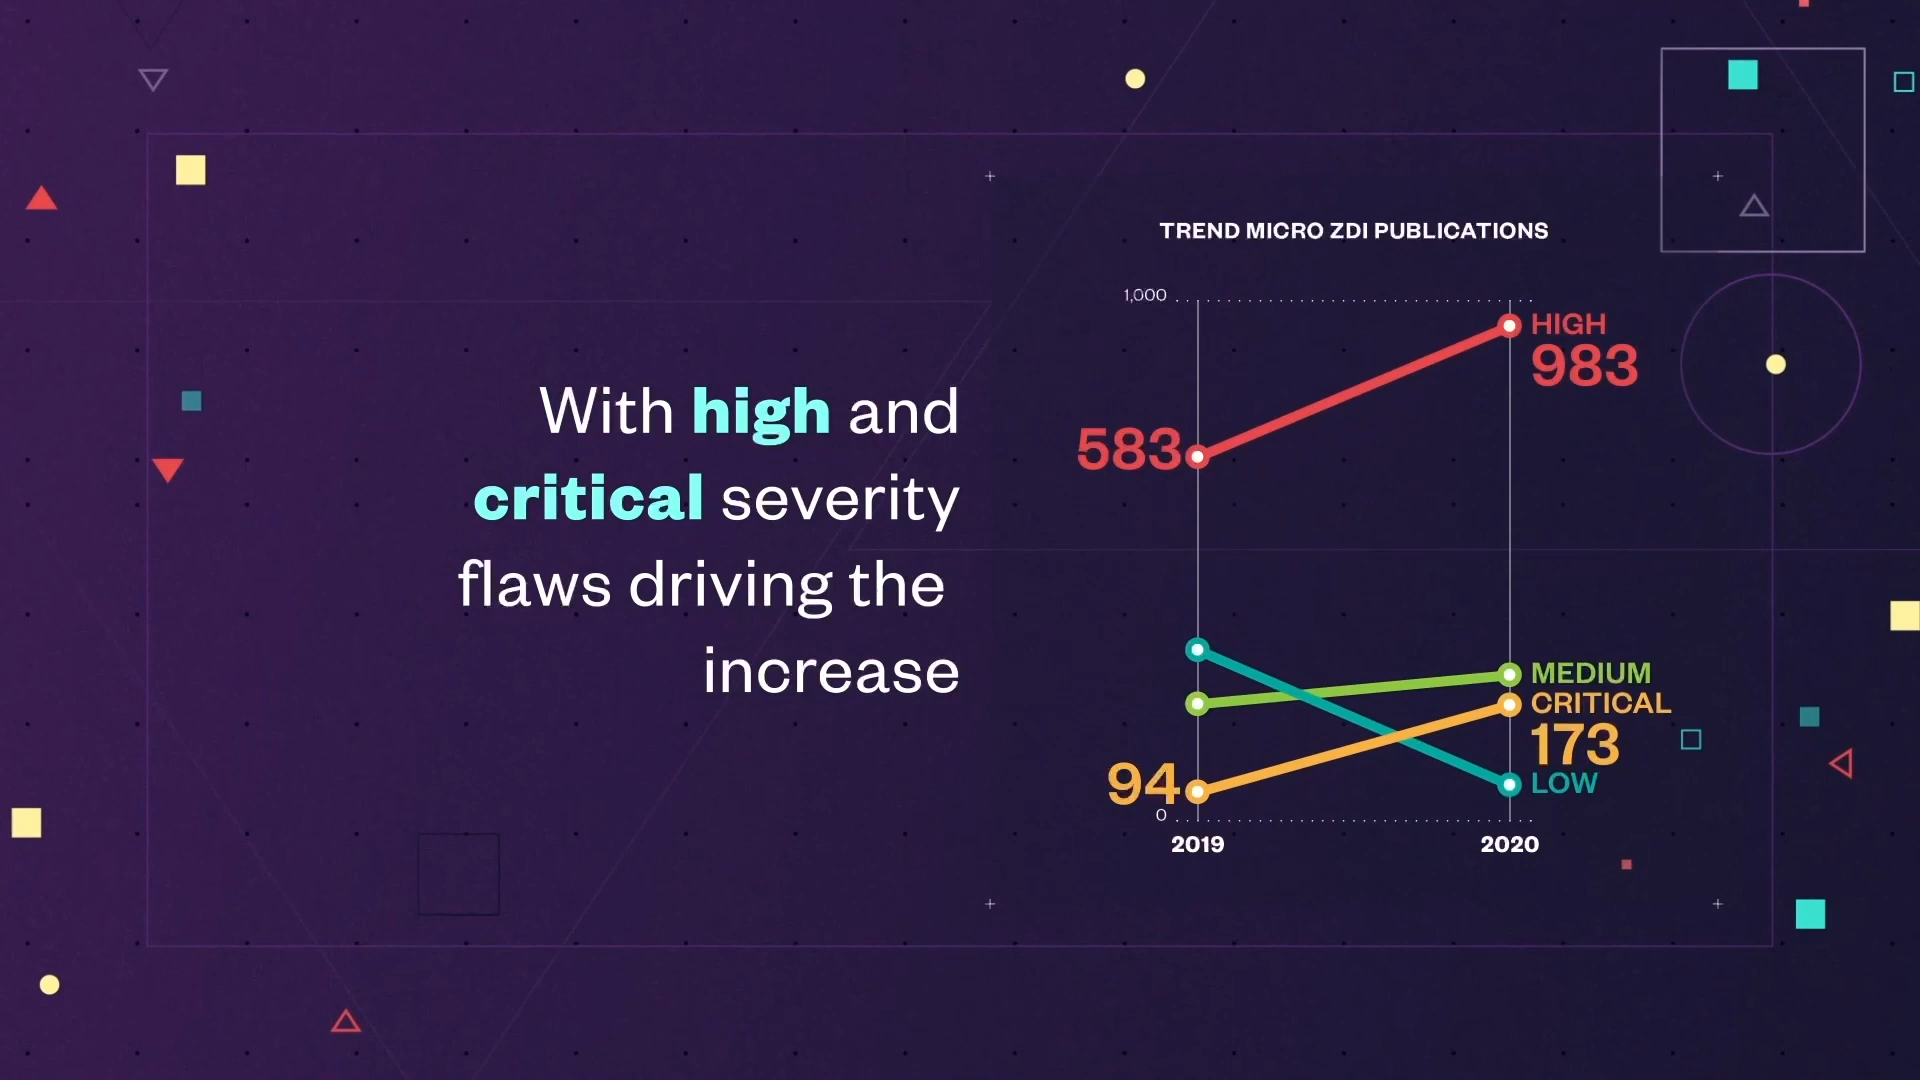 With high and
critical severity
flaws driving the
increase
TREND MICRO ZDI PUBLICATIONS
1,000
HIGH
983
583
MEDIUM
CRITICAL
173
94
LOW
0
2019 2020